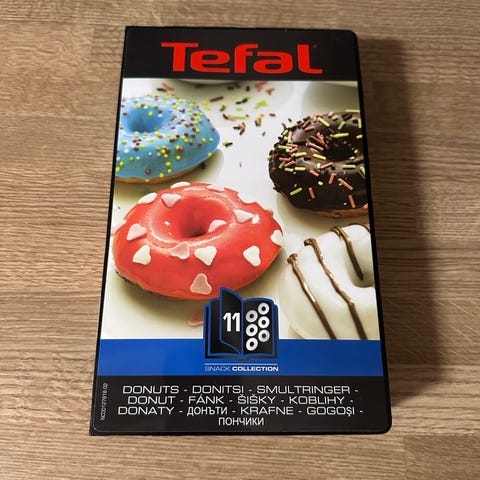 Tefal
11
SNACK COLLECTION
DONUTS - DONITSI - SMULTRINGER -
DONUT - FÁNK - ŠIŠKY - KOBLIHY -
DONATY - ДОНЪТИ - KRAFNE - GOGOŞI -
ПОНЧИКИ